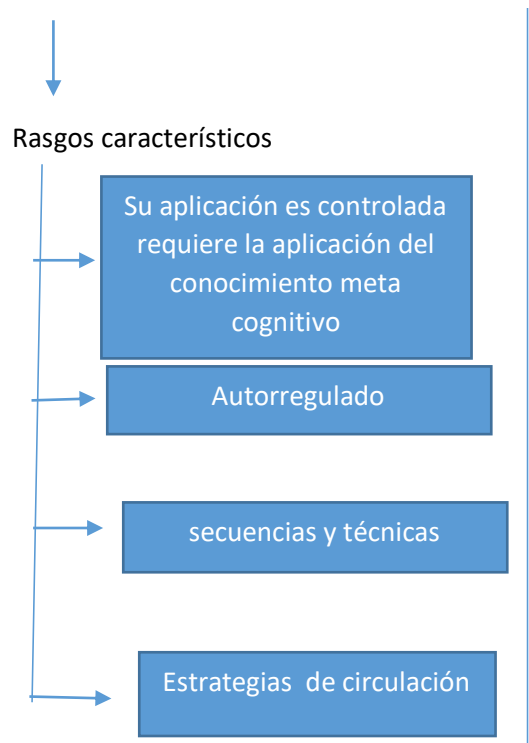 Rasgos característicos
Su aplicación es controlada
requiere la aplicación del
conocimiento meta
cognitivo
Autorregulado
secuencias y técnicas
Estrategias  de circulación